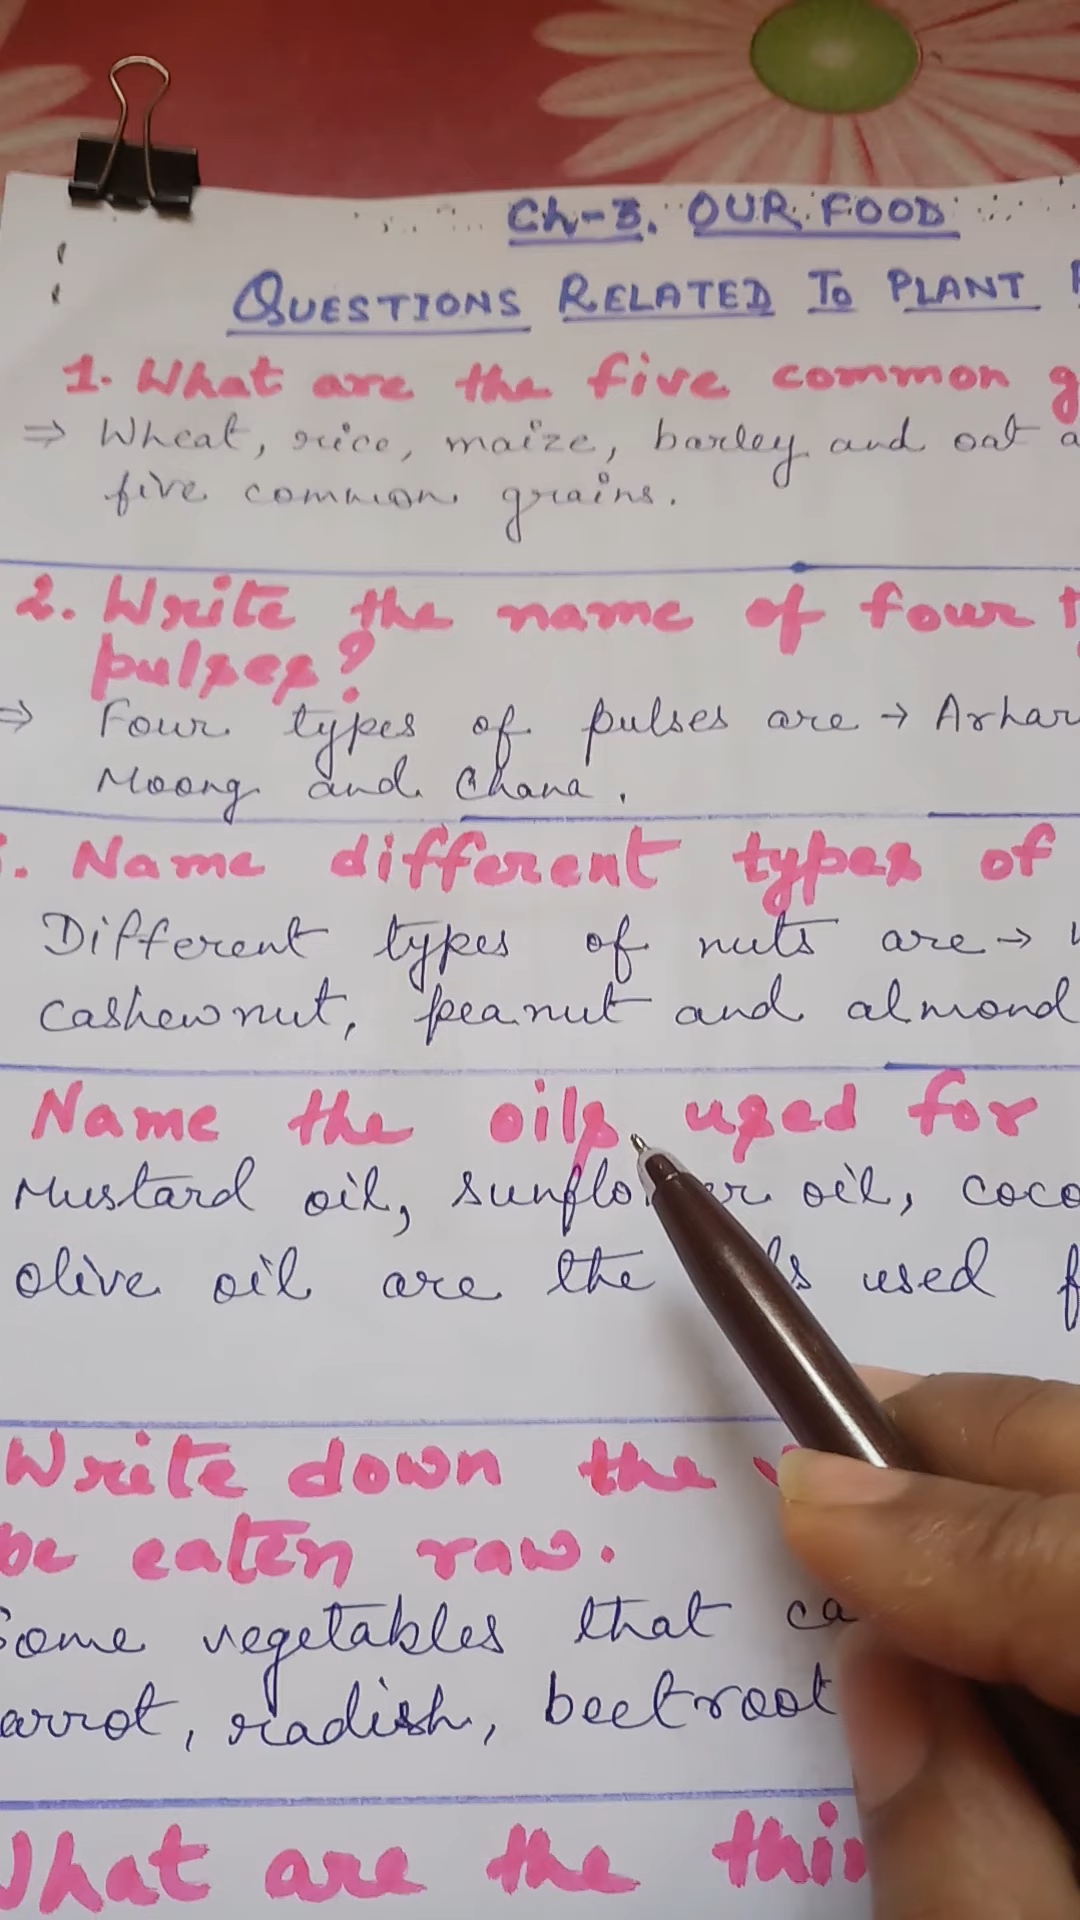 Ch-3. OUR FOOD
QUESTIONS RELATED TO PLANT
1. What are the five common
⇒ Wheat, rice, maize, barley and oat
five common grains.
2. Write the name of four
pulses?
⇒ Four types of pulses are → Arhar
Moong and Chana.
. Name different types of
Different types of nuts are →
cashewnut, peanut and almond
Name the oils used for
Mustard oil, sunflower oil, coco
olive oil are the used f
Write down the
be eaten raw.
Some vegetables that ca
arrot, radish, beetroot
What are the thin